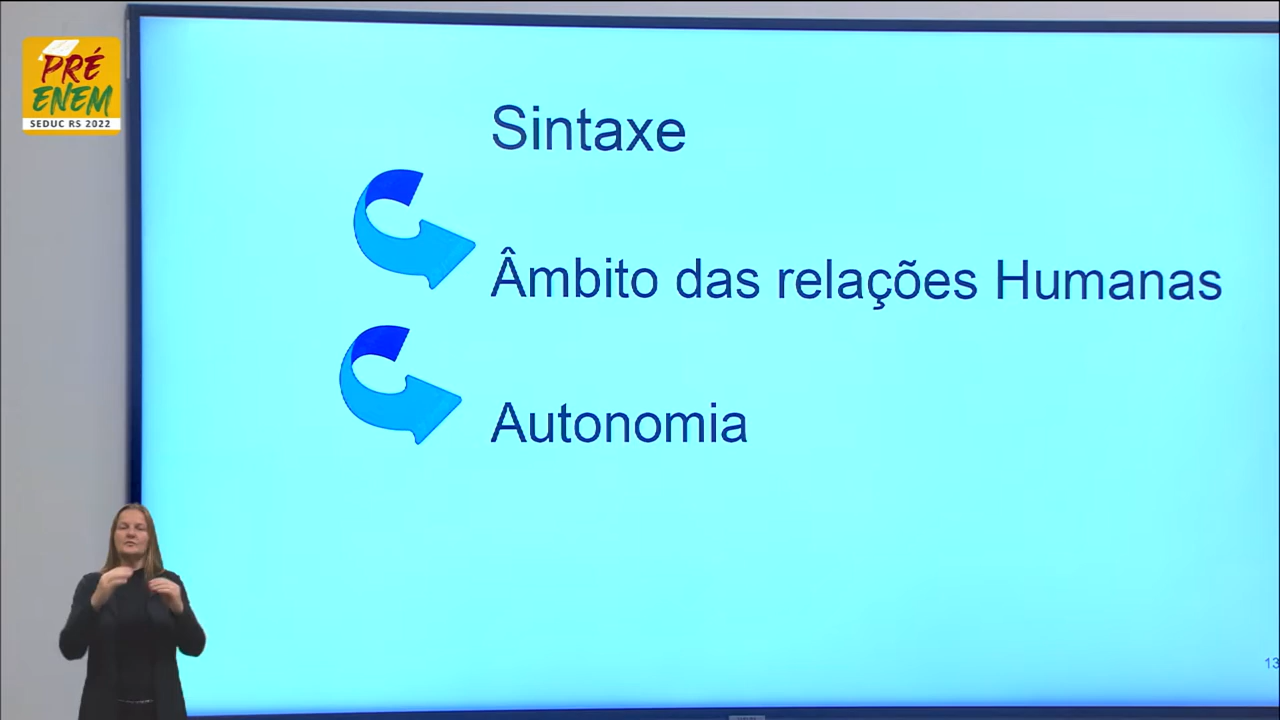 PRÉ
ENEM
SEDUC RS 2022
Sintaxe
Âmbito das relações Humanas
Autonomia
13